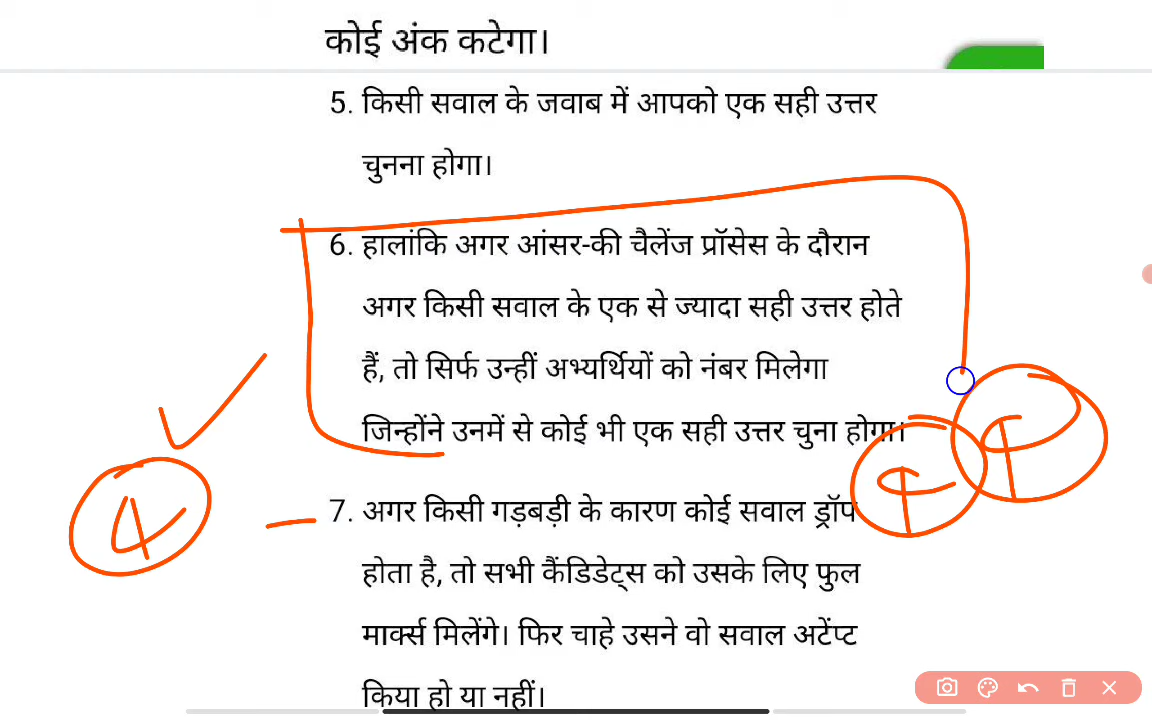 कोई अंक कटेगा।
5. किसी सवाल के जवाब में आपको एक सही उत्तर
चुनना होगा।
6. हालांकि अगर आंसर-की चैलेंज प्रॉसेस के दौरान
अगर किसी सवाल के एक से ज्यादा सही उत्तर होते
हैं, तो सिर्फ उन्हीं अभ्यर्थियों को नंबर मिलेगा
जिन्होंने उनमें से कोई भी एक सही उत्तर चुना होगा।
7. अगर किसी गड़बड़ी के कारण कोई सवाल ड्रॉप
होता है, तो सभी कैंडिडेट्स को उसके लिए फुल
मार्क्स मिलेंगे। फिर चाहे उसने वो सवाल अटेंप्ट
किया हो या नहीं।
4